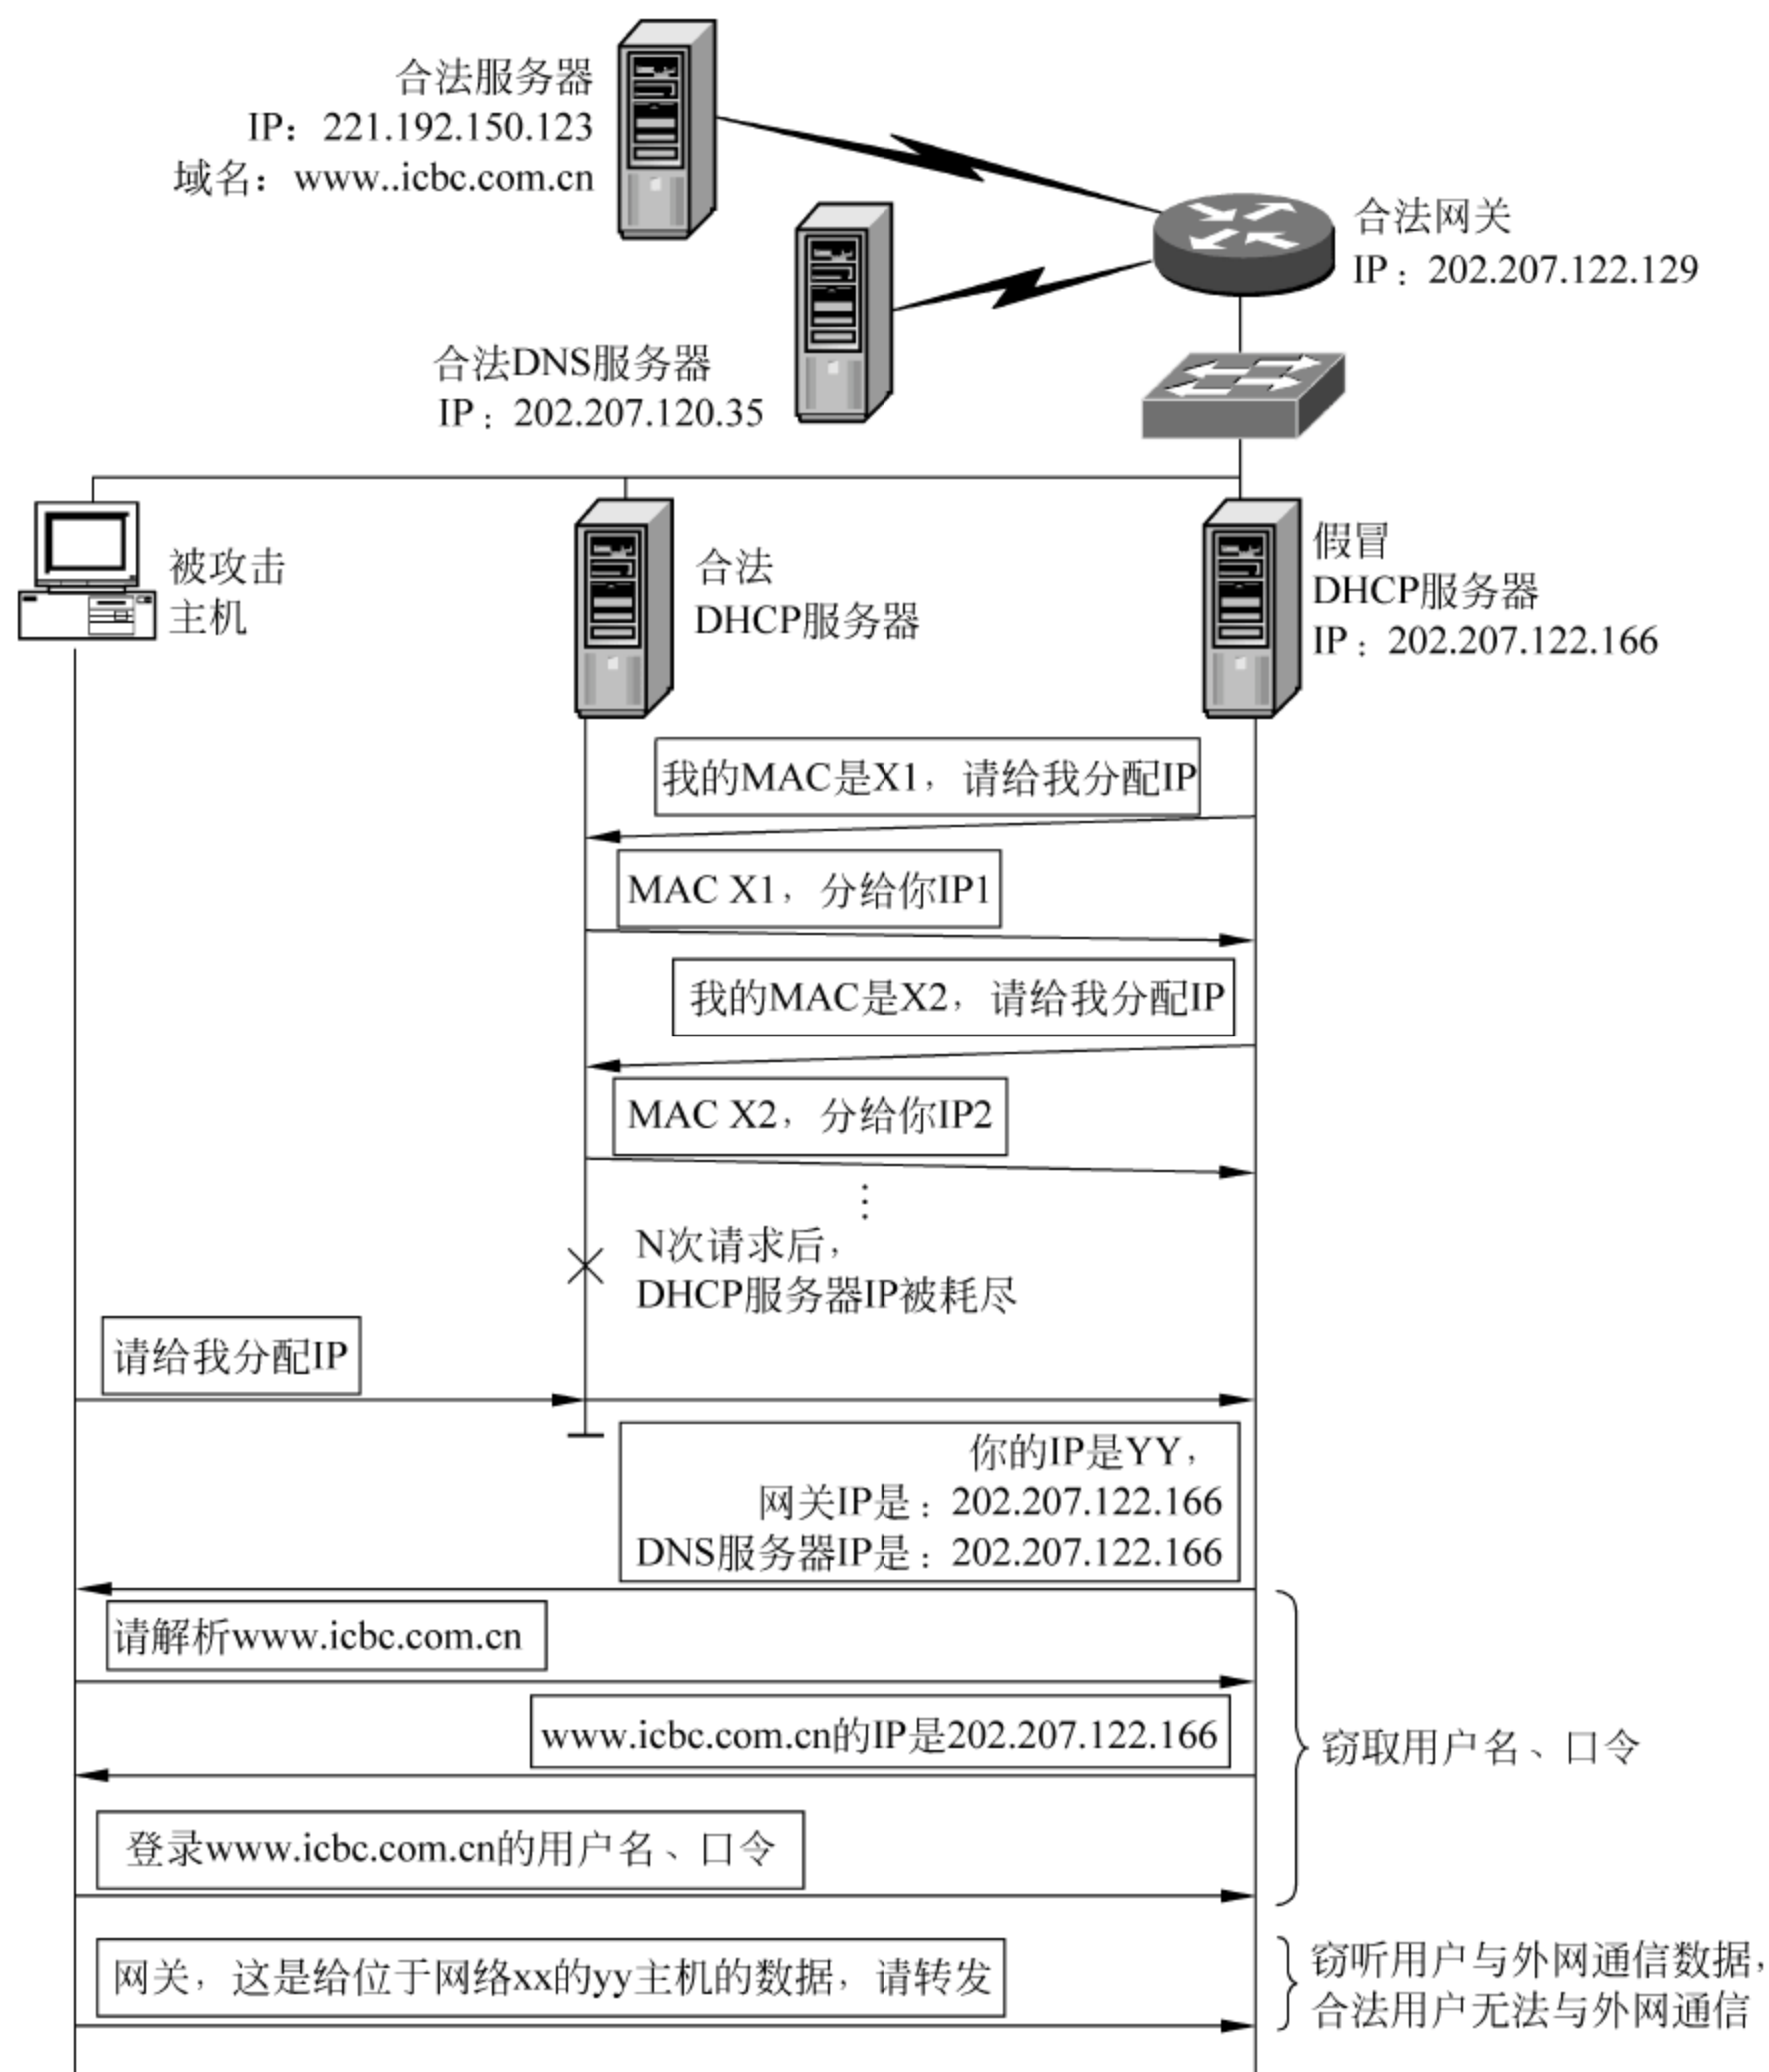 合法服务器
IP：221.192.150.123
域名：www..icbc.com.cn
合法网关
IP：202.207.122.129
合法DNS服务器
IP：202.207.120.35
被攻击
主机
合法
DHCP服务器
假冒
DHCP服务器
IP：202.207.122.166
我的MAC是X1，请给我分配IP
MAC X1，分给你IP1
我的MAC是X2，请给我分配IP
MAC X2，分给你IP2
⋮
N次请求后，
DHCP服务器IP被耗尽
请给我分配IP
你的IP是YY，
网关IP是：202.207.122.166
DNS服务器IP是：202.207.122.166
请解析www.icbc.com.cn
www.icbc.com.cn的IP是202.207.122.166
窃取用户名、口令
登录www.icbc.com.cn的用户名、口令
网关，这是给位于网络xx的yy主机的数据，请转发
窃听用户与外网通信数据，
合法用户无法与外网通信